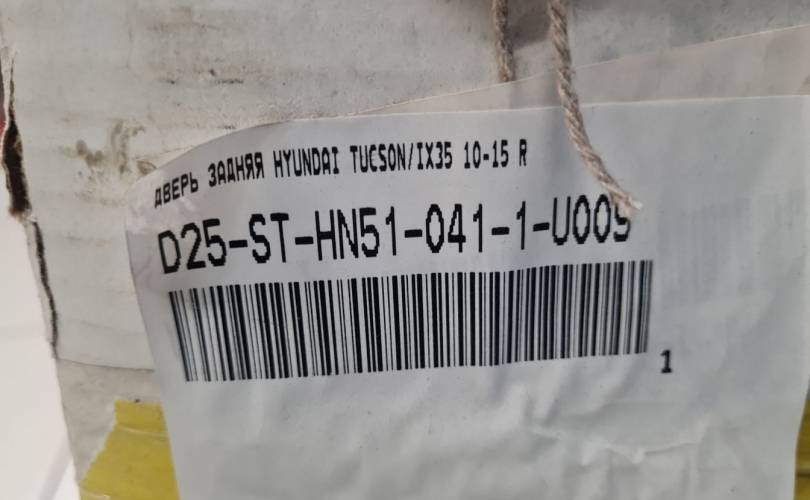 ДВЕРЬ ЗАДНЯЯ HYUNDAI TUCSON/IX35 10-15 R
D25-ST-HN51-041-1-U009
1